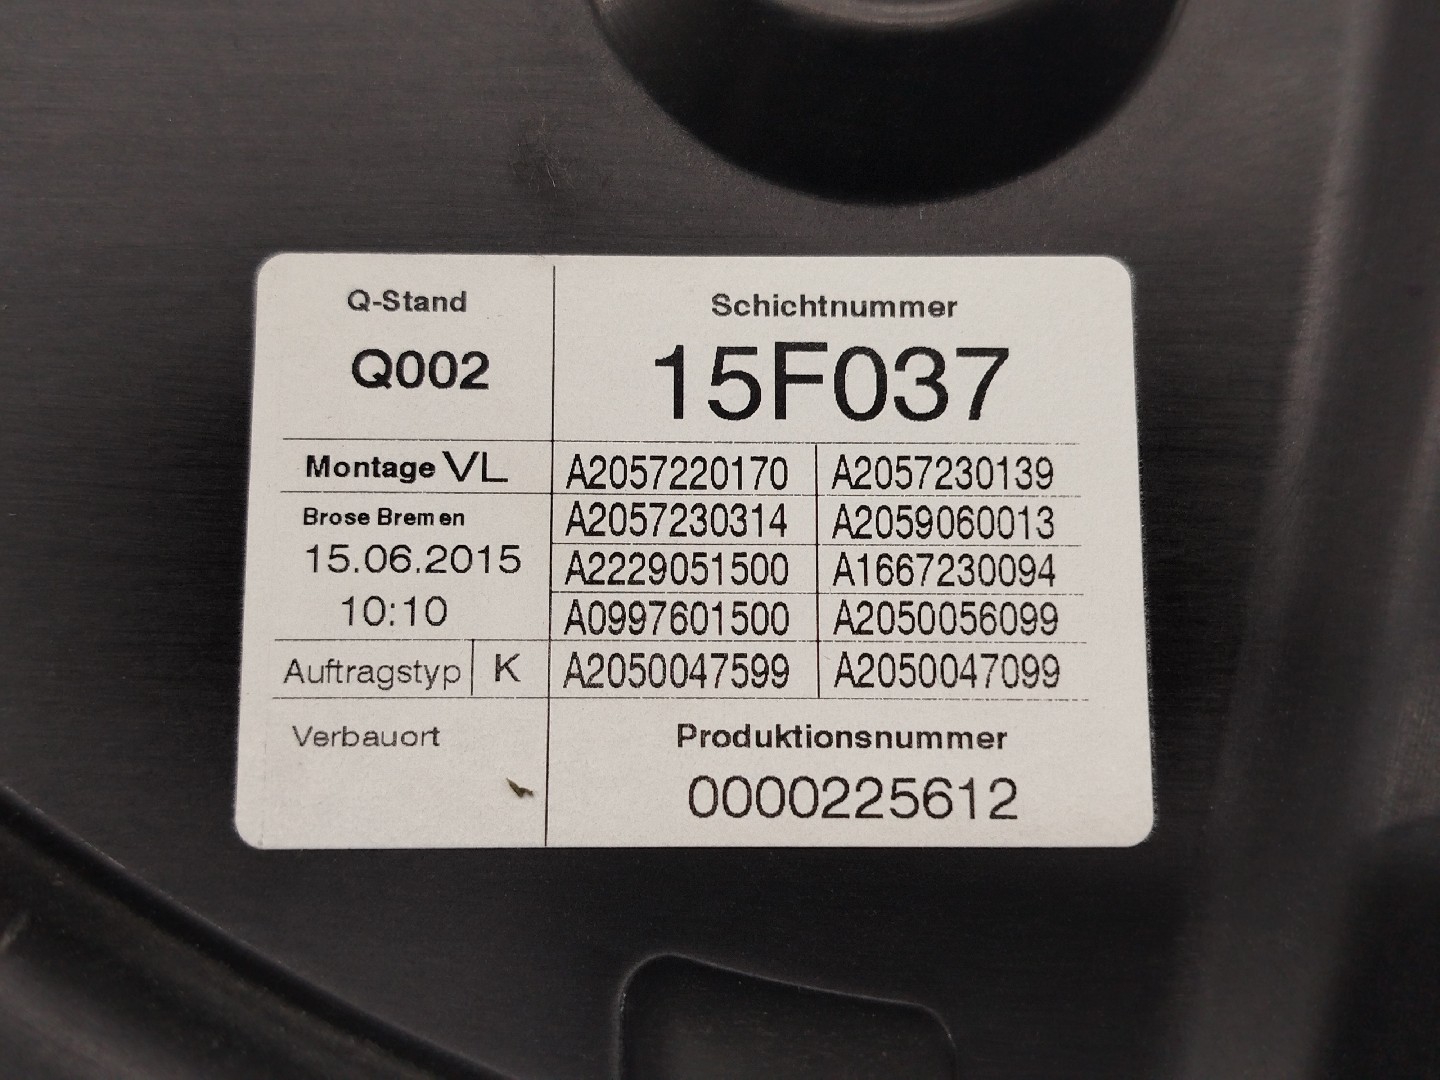 Q-Stand
Q002
Schichtnummer
15F037
Montage VL
A2057220170 A2057230139
Brose Bremen
A2057230314 A2059060013
15.06.2015
A2229051500 A1667230094
10:10
A0997601500 A2050056099
Auftragstyp K
A2050047599 A2050047099
Verbauort
Produktionsnummer
0000225612